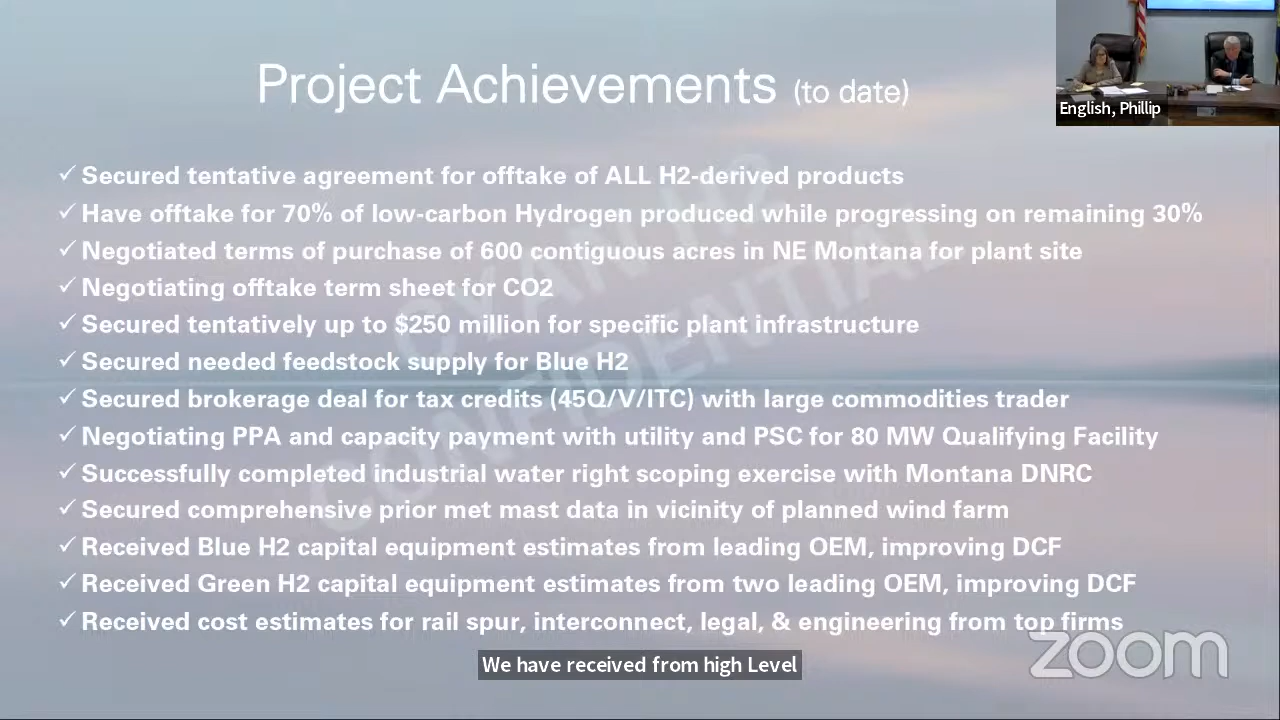 Project Achievements (to date)
English, Phillip
✓ Secured tentative agreement for offtake of ALL H2-derived products
✓ Have offtake for 70% of low-carbon Hydrogen produced while progressing on remaining 30%
✓ Negotiated terms of purchase of 600 contiguous acres in NE Montana for plant site
✓ Negotiating offtake term sheet for CO2
✓ Secured tentatively up to $250 million for specific plant infrastructure
✓ Secured needed feedstock supply for Blue H2
✓ Secured brokerage deal for tax credits (45Q/V/ITC) with large commodities trader
✓ Negotiating PPA and capacity payment with utility and PSC for 80 MW Qualifying Facility
✓ Successfully completed industrial water right scoping exercise with Montana DNRC
✓ Secured comprehensive prior met mast data in vicinity of planned wind farm
✓ Received Blue H2 capital equipment estimates from leading OEM, improving DCF
✓ Received Green H2 capital equipment estimates from two leading OEM, improving DCF
✓ Received cost estimates for rail spur, interconnect, legal, & engineering from top firms
CYAN H2
CONFIDENTIAL
We have received from high Level
zoom